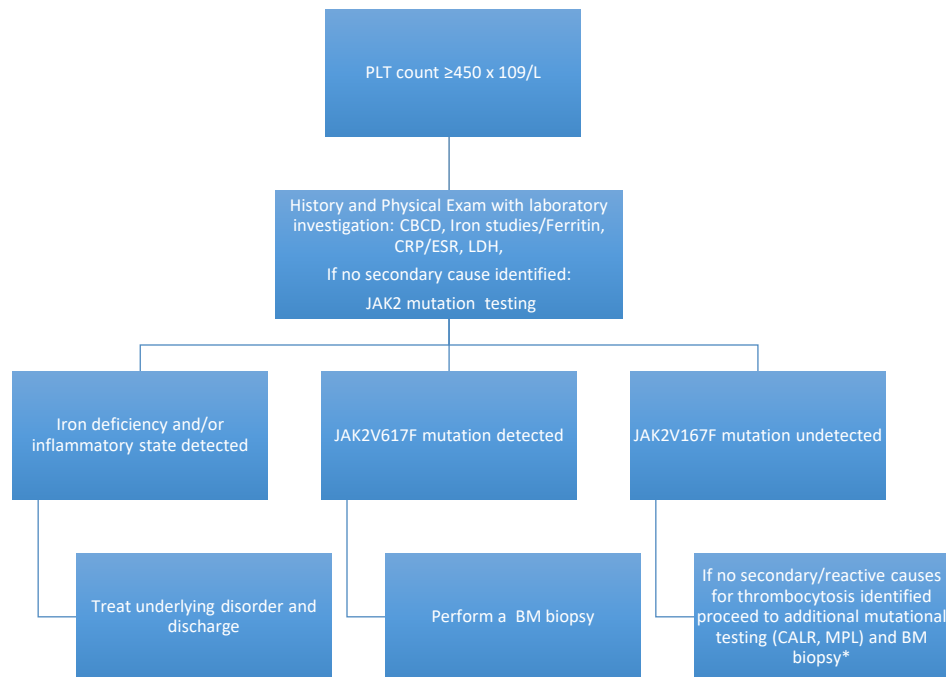 PLT count ≥450 x 109/L
History and Physical Exam with laboratory
investigation: CBCD, Iron studies/Ferritin,
CRP/ESR, LDH,
If no secondary cause identified:
JAK2 mutation testing
Iron deficiency and/or
inflammatory state detected
JAK2V617F mutation detected
JAK2V167F mutation undetected
Treat underlying disorder and
discharge
Perform a BM biopsy
If no secondary/reactive causes
for thrombocytosis identified
proceed to additional mutational
testing (CALR, MPL) and BM
biopsy*